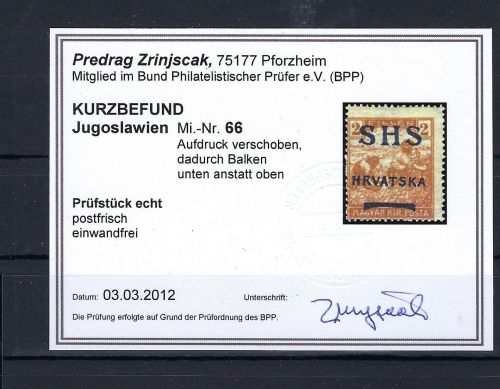 Predrag Zrinjscak, 75177 Pforzheim
Mitglied im Bund Philatelistischer Prüfer e.V. (BPP)
KURZBEFUND
Jugoslawien Mi.-Nr. 66
Aufdruck verschoben,
dadurch Balken
unten anstatt oben
Prüfstück echt
postfrisch
einwandfrei
2 2
SHS
HRVATSKA
MAGYAR KIR. POSTA
Datum: 03.03.2012
Unterschrift:
Die Prüfung erfolgte auf Grund der Prüfordnung des BPP.